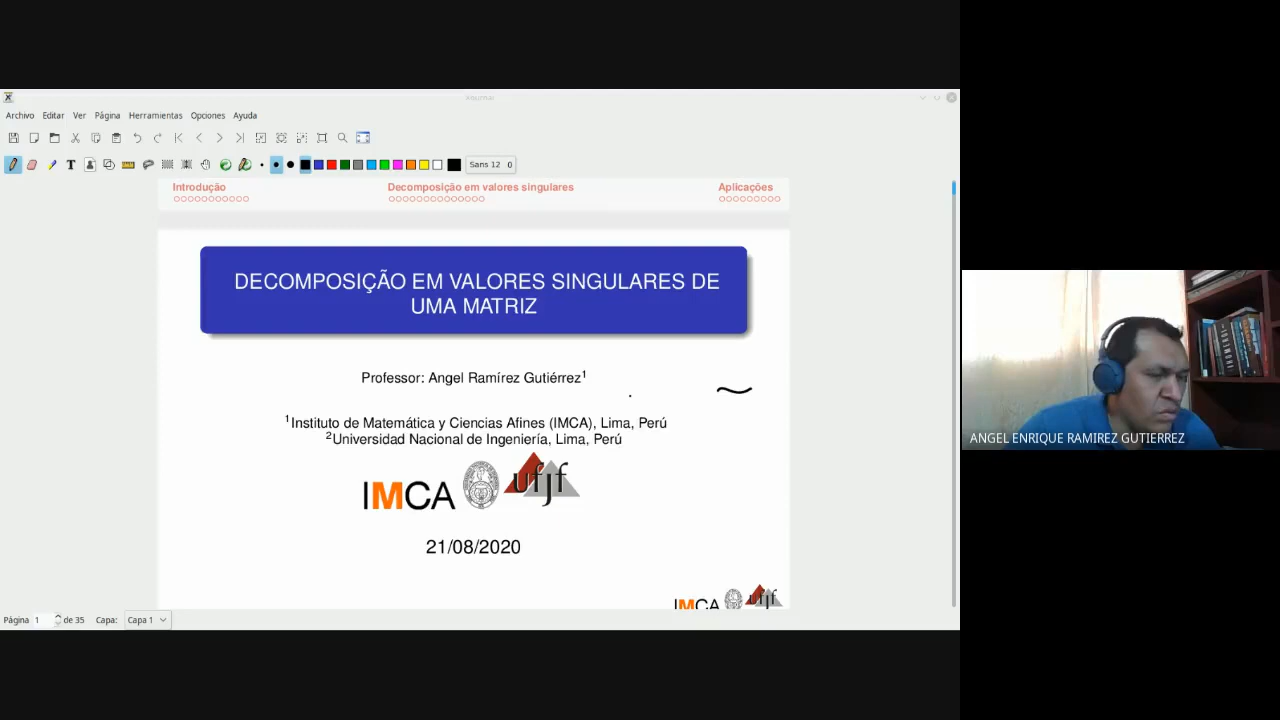 Xournal
Archivo Editar Ver Página Herramientas Opciones Ayuda
T
Sans 12 0
Introdução Decomposição em valores singulares Aplicações
DECOMPOSIÇÃO EM VALORES SINGULARES DE
UMA MATRIZ
Professor: Angel Ramírez Gutiérrez¹
¹Instituto de Matemática y Ciencias Afines (IMCA), Lima, Perú
²Universidad Nacional de Ingeniería, Lima, Perú
IMCA ufjf
21/08/2020
IMCA ufjf
Página 1 de 35 Capa: Capa 1
ANGEL ENRIQUE RAMIREZ GUTIERREZ